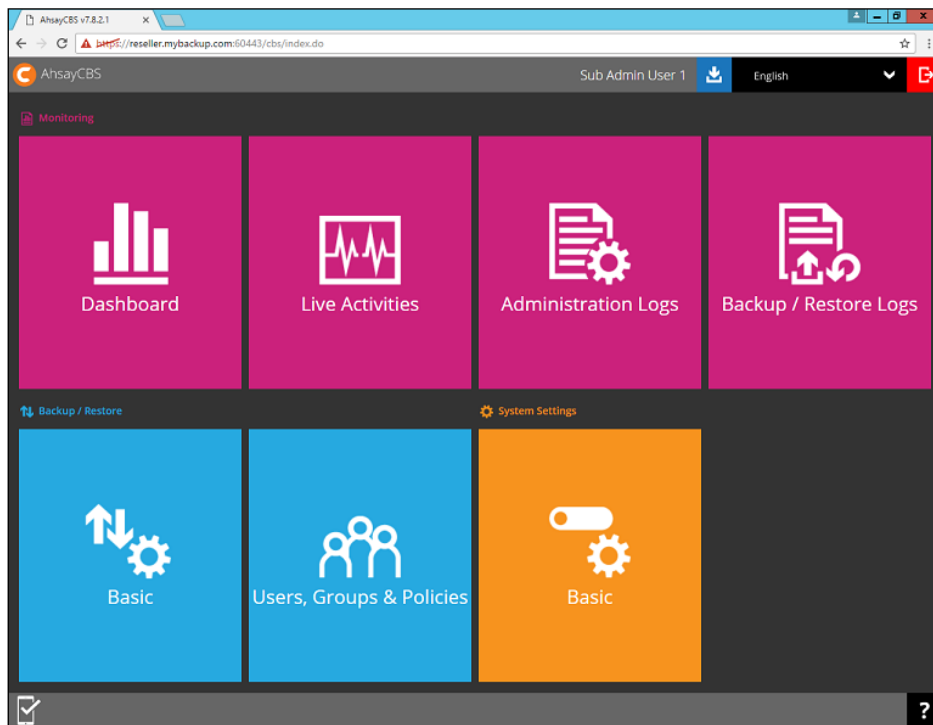 AhsayCBS v7.8.2.1
https://reseller.mybackup.com:60443/cbs/index.do
AhsayCBS
Sub Admin User 1
English
Monitoring
Dashboard
Live Activities
Administration Logs
Backup / Restore Logs
Backup / Restore
System Settings
Basic
Users, Groups & Policies
Basic
?